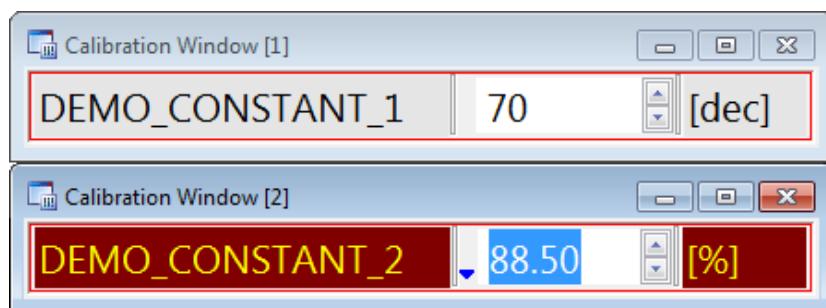 Calibration Window [1]
DEMO_CONSTANT_1 70 [dec]
Calibration Window [2]
DEMO_CONSTANT_2 88.50 [%]